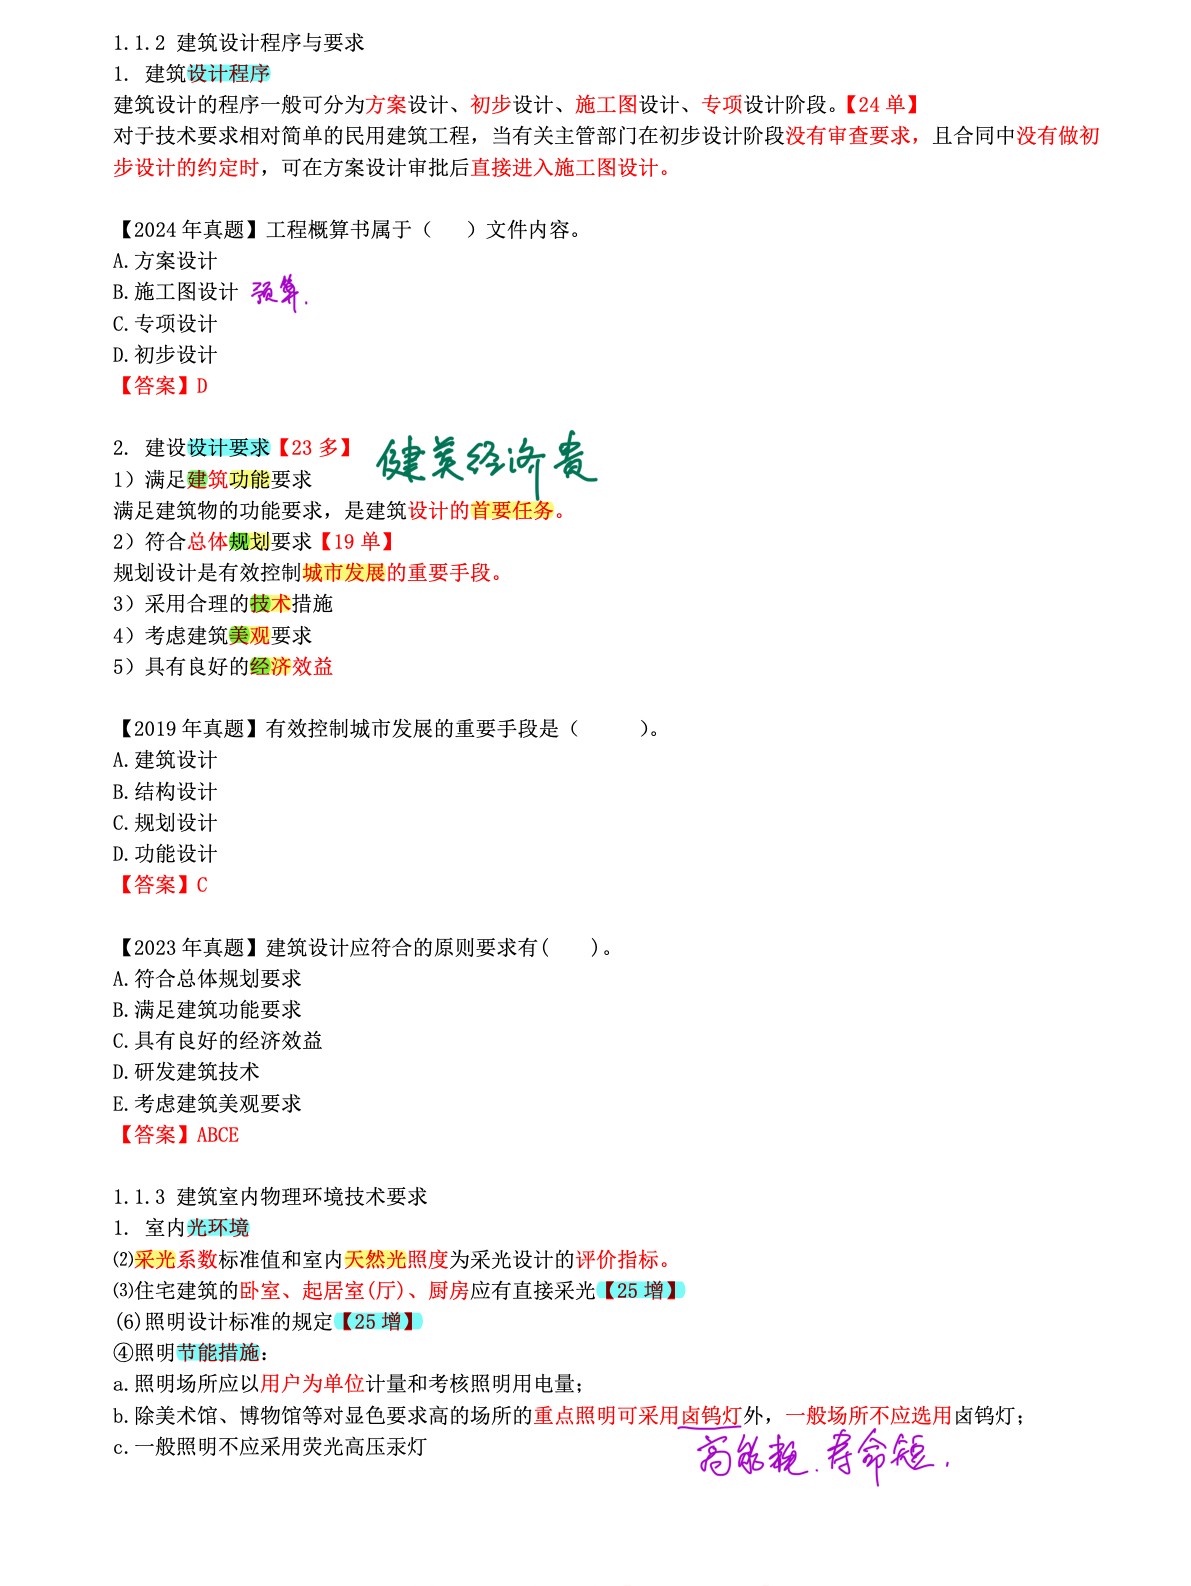 1.1.2 建筑设计程序与要求
1. 建筑设计程序
建筑设计的程序一般可分为方案设计、初步设计、施工图设计、专项设计阶段。【24 单】
对于技术要求相对简单的民用建筑工程，当有关主管部门在初步设计阶段没有审查要求，且合同中没有做初
步设计的约定时，可在方案设计审批后直接进入施工图设计。
【2024 年真题】工程概算书属于（ ）文件内容。
A.方案设计
B.施工图设计 预算.
C.专项设计
D.初步设计
【答案】D
2. 建设设计要求【23 多】 健美经济贵
1）满足建筑功能要求
满足建筑物的功能要求，是建筑设计的首要任务。
2）符合总体规划要求【19 单】
规划设计是有效控制城市发展的重要手段。
3）采用合理的技术措施
4）考虑建筑美观要求
5）具有良好的经济效益
【2019 年真题】有效控制城市发展的重要手段是（ ）。
A.建筑设计
B.结构设计
C.规划设计
D.功能设计
【答案】C
【2023 年真题】建筑设计应符合的原则要求有( )。
A.符合总体规划要求
B.满足建筑功能要求
C.具有良好的经济效益
D.研发建筑技术
E.考虑建筑美观要求
【答案】ABCE
1.1.3 建筑室内物理环境技术要求
1. 室内光环境
⑵采光系数标准值和室内天然光照度为采光设计的评价指标。
⑶住宅建筑的卧室、起居室(厅)、厨房应有直接采光【25 增】
(6)照明设计标准的规定【25 增】
④照明节能措施：
a.照明场所应以用户为单位计量和考核照明用电量；
b.除美术馆、博物馆等对显色要求高的场所的重点照明可采用卤钨灯外，一般场所不应选用卤钨灯；
c.一般照明不应采用荧光高压汞灯
高能耗.寿命短.